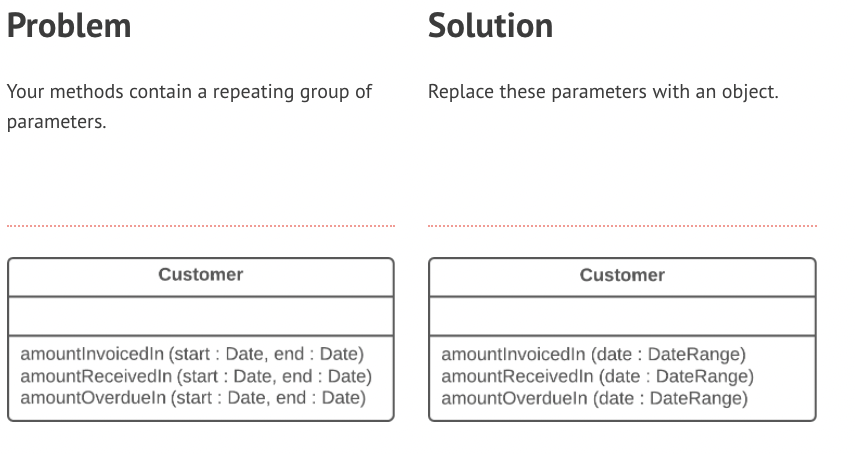 Problem
Your methods contain a repeating group of
parameters.
Customer
amountInvoicedIn (start : Date, end : Date)
amountReceivedIn (start : Date, end : Date)
amountOverdueIn (start : Date, end : Date)
Solution
Replace these parameters with an object.
Customer
amountInvoicedIn (date : DateRange)
amountReceivedIn (date : DateRange)
amountOverdueIn (date : DateRange)